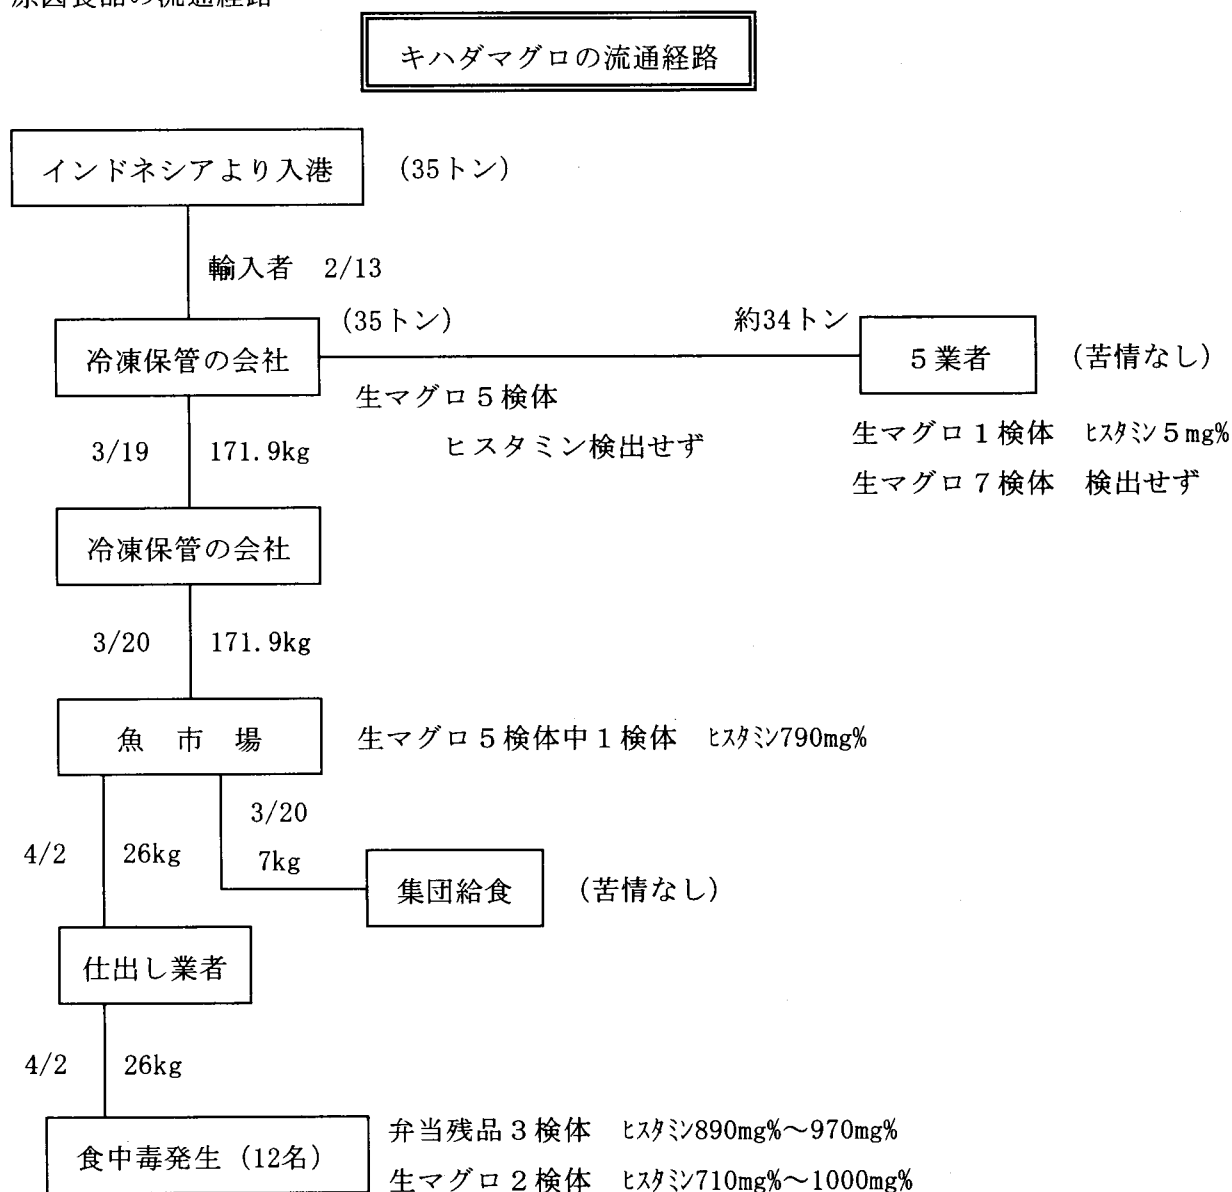 原因食品の流通経路
キハダマグロの流通経路
インドネシアより入港 (35トン)
輸入者 2/13
(35トン) 約34トン
冷凍保管の会社
5業者 (苦情なし)
生マグロ5検体
ヒスタミン検出せず
生マグロ1検体 ﾋｽﾀﾐﾝ5mg%
生マグロ7検体 検出せず
3/19 171.9kg
冷凍保管の会社
3/20 171.9kg
魚市場 生マグロ5検体中1検体 ﾋｽﾀﾐﾝ790mg%
3/20
7kg
4/2 26kg
集団給食 (苦情なし)
仕出し業者
4/2 26kg
食中毒発生(12名)
弁当残品3検体 ﾋｽﾀﾐﾝ890mg%～970mg%
生マグロ2検体 ﾋｽﾀﾐﾝ710mg%～1000mg%